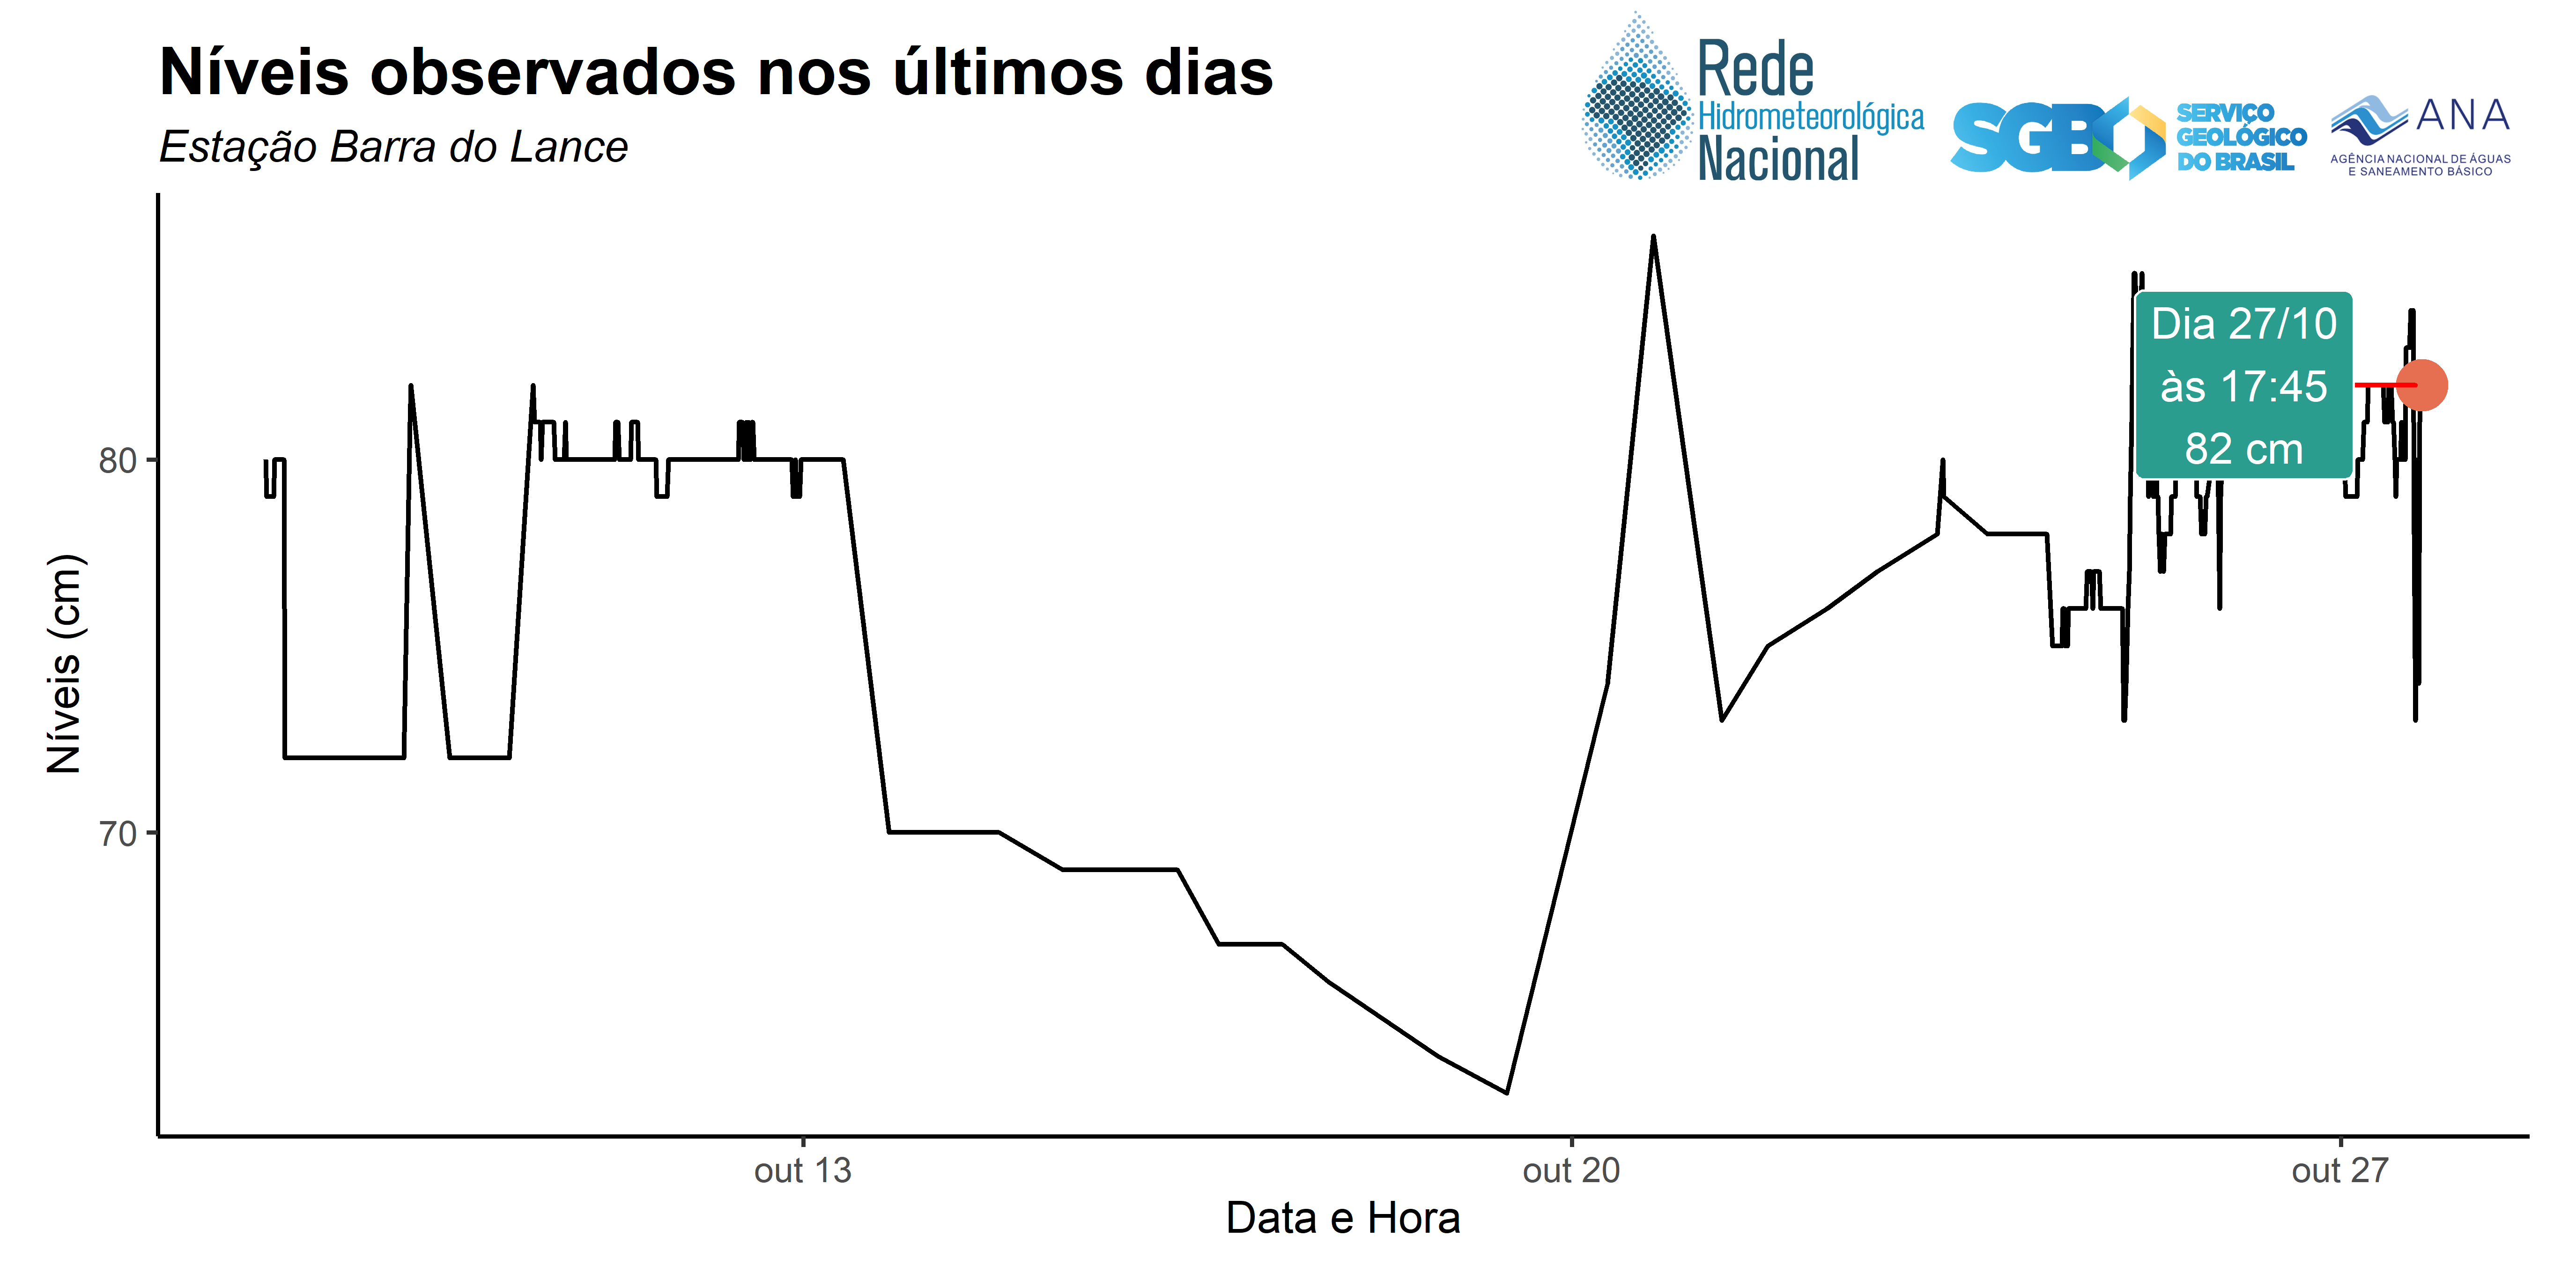 Níveis observados nos últimos dias
Estação Barra do Lance
Rede
Hidrometeorológica
Nacional
SGB
SERVIÇO
GEOLÓGICO
DO BRASIL
ANA
AGÊNCIA NACIONAL DE ÁGUAS
E SANEAMENTO BÁSICO
Dia 27/10
às 17:45
82 cm
80
70
Níveis (cm)
out 13
out 20
out 27
Data e Hora